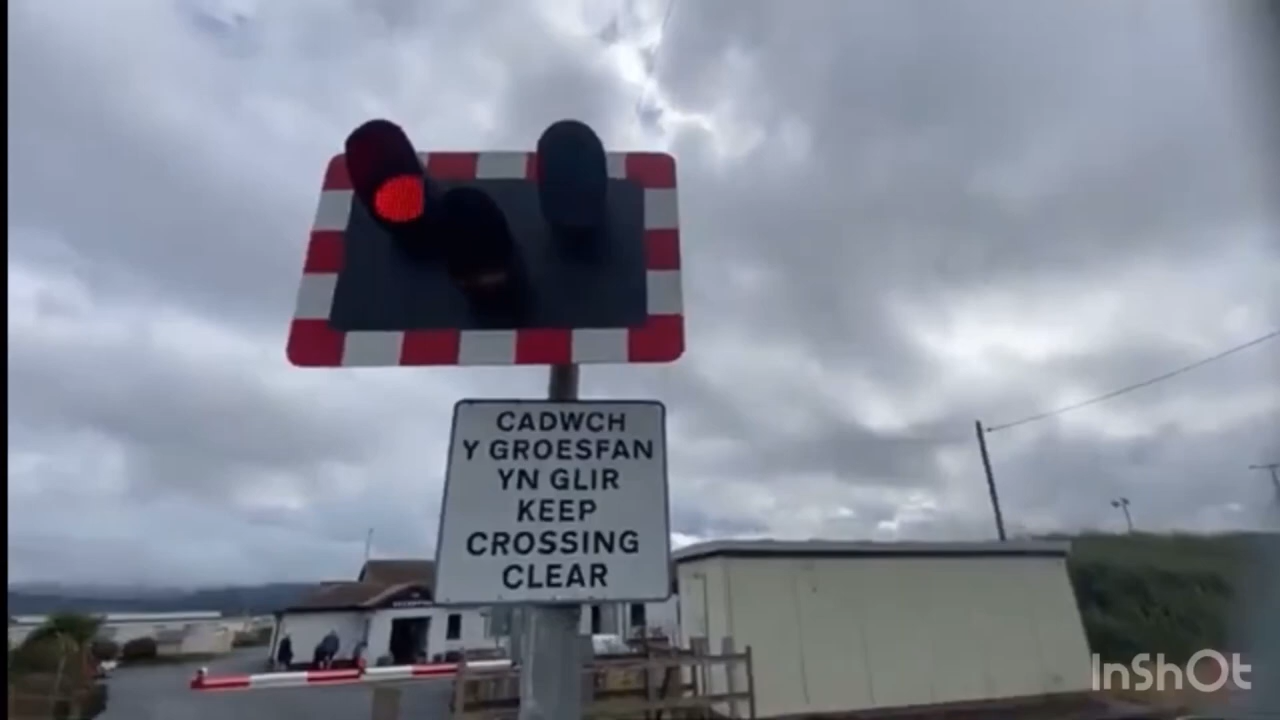 CADWCH
Y GROESFAN
YN GLIR
KEEP
CROSSING
CLEAR
InShOt